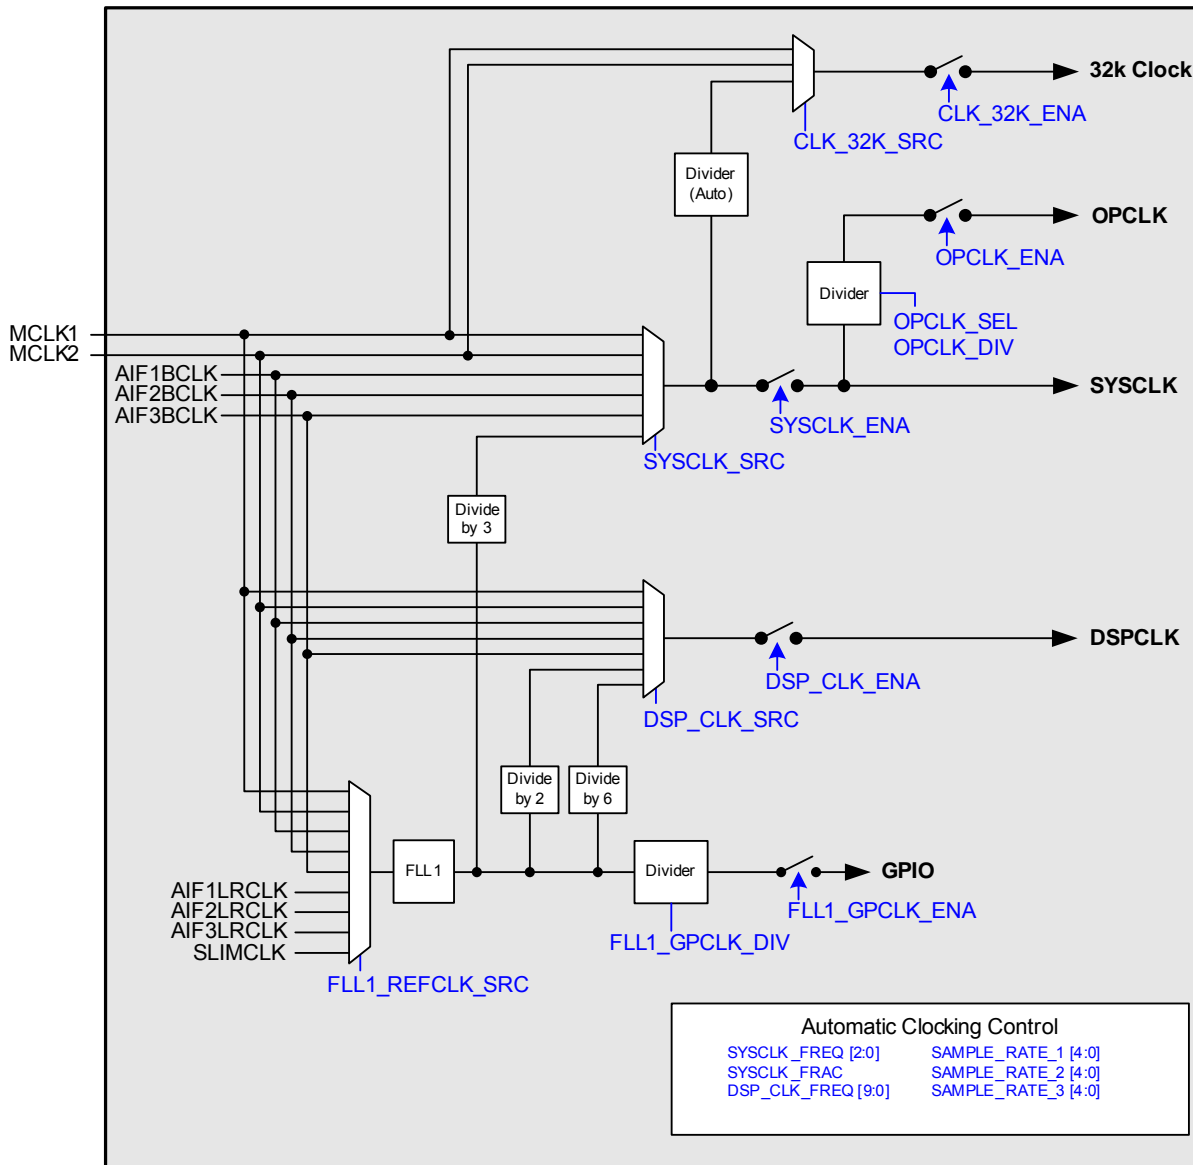 32k Clock
CLK_32K_ENA
CLK_32K_SRC
Divider
(Auto)
OPCLK
OPCLK_ENA
Divider
OPCLK_SEL
OPCLK_DIV
MCLK1
MCLK2
AIF1BCLK
AIF2BCLK
AIF3BCLK
SYSCLK
SYSCLK_ENA
SYSCLK_SRC
Divide
by 3
DSPCLK
DSP_CLK_ENA
DSP_CLK_SRC
Divide
by 2
Divide
by 6
FLL1
Divider
GPIO
AIF1LRCLK
AIF2LRCLK
AIF3LRCLK
SLIMCLK
FLL1_GPCLK_ENA
FLL1_GPCLK_DIV
FLL1_REFCLK_SRC
Automatic Clocking Control
SYSCLK_FREQ [2:0] SAMPLE_RATE_1 [4:0]
SYSCLK_FRAC SAMPLE_RATE_2 [4:0]
DSP_CLK_FREQ [9:0] SAMPLE_RATE_3 [4:0]